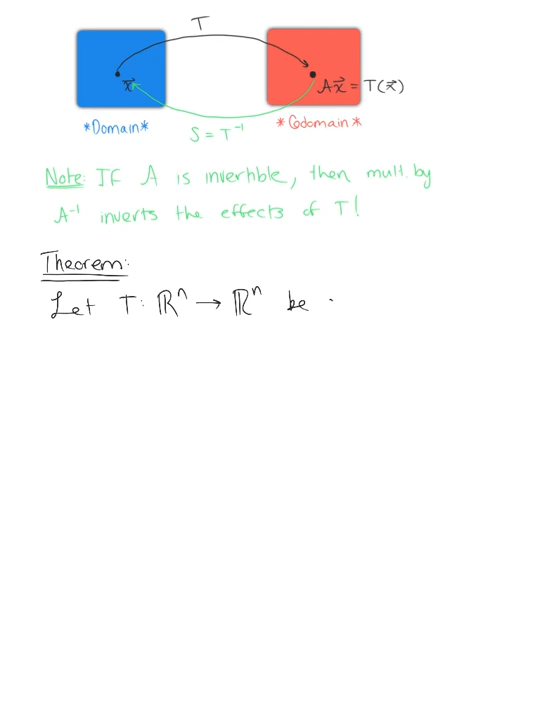 T
x⃗
Ax⃗ = T(x⃗)
*Domain*
S = T⁻¹
*Codomain*
Note: IF A is invertible, then mult. by
A⁻¹ inverts the effects of T!
Theorem:
Let T: ℝⁿ → ℝⁿ be